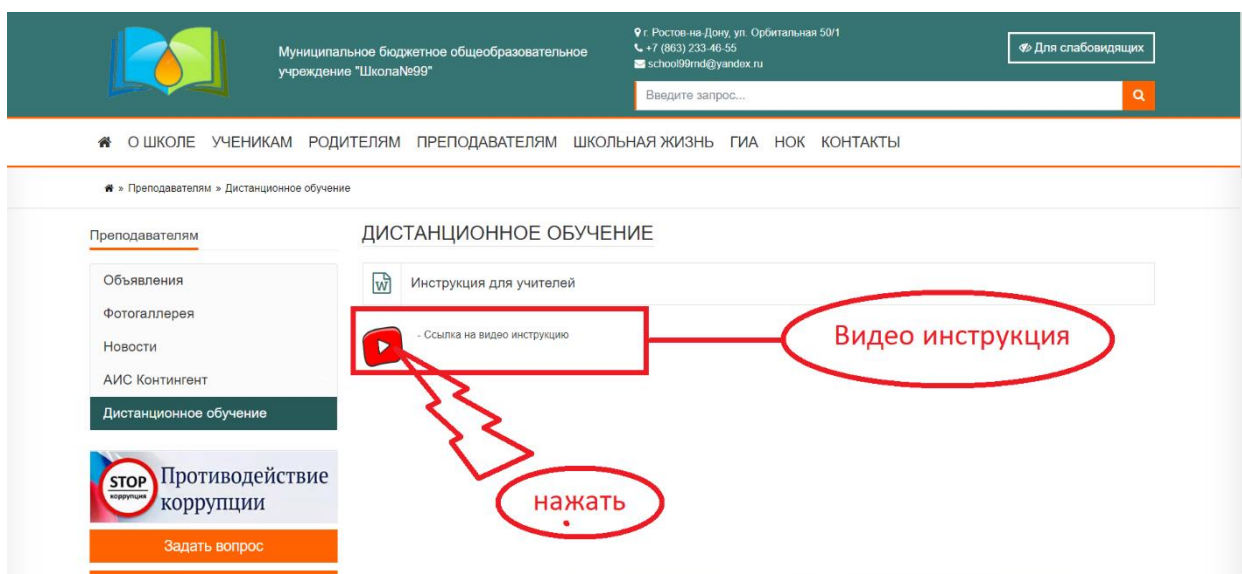 Муниципальное бюджетное общеобразовательное
учреждение "Школа№99"
г. Ростов-на-Дону, ул. Орбитальная 50/1
+7 (863) 233-46-55
school99rnd@yandex.ru
Для слабовидящих
Введите запрос...
О ШКОЛЕ УЧЕНИКАМ РОДИТЕЛЯМ ПРЕПОДАВАТЕЛЯМ ШКОЛЬНАЯ ЖИЗНЬ ГИА НОК КОНТАКТЫ
» Преподавателям » Дистанционное обучение
Преподавателям
Объявления
Фотогаллерея
Новости
АИС Контингент
Дистанционное обучение
STOP
коррупция
Противодействие
коррупции
Задать вопрос
ДИСТАНЦИОННОЕ ОБУЧЕНИЕ
W
Инструкция для учителей
- Ссылка на видео инструкцию
Видео инструкция
нажать